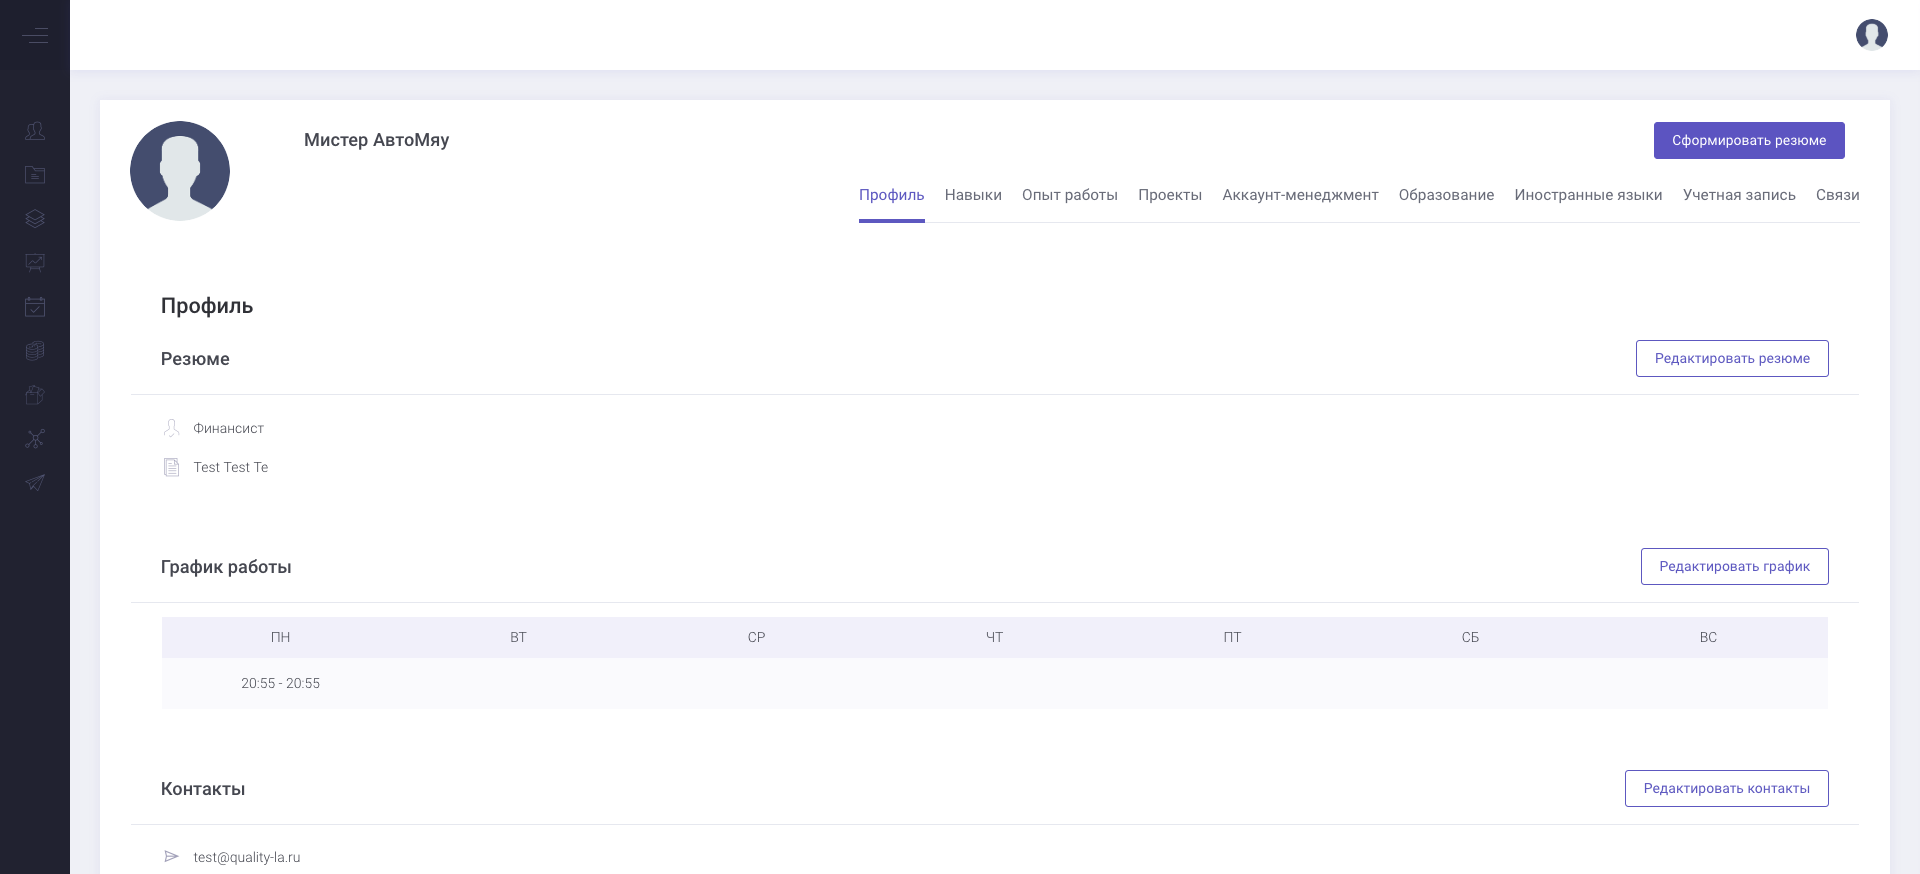 Мистер АвтоМяу
Сформировать резюме
Профиль Навыки Опыт работы Проекты Аккаунт-менеджмент Образование Иностранные языки Учетная запись Связи
Профиль
Резюме
Редактировать резюме
Финансист
Test Test Te
График работы
Редактировать график
ПН ВТ СР ЧТ ПТ СБ ВС
20:55 - 20:55
Контакты
Редактировать контакты
test@quality-la.ru